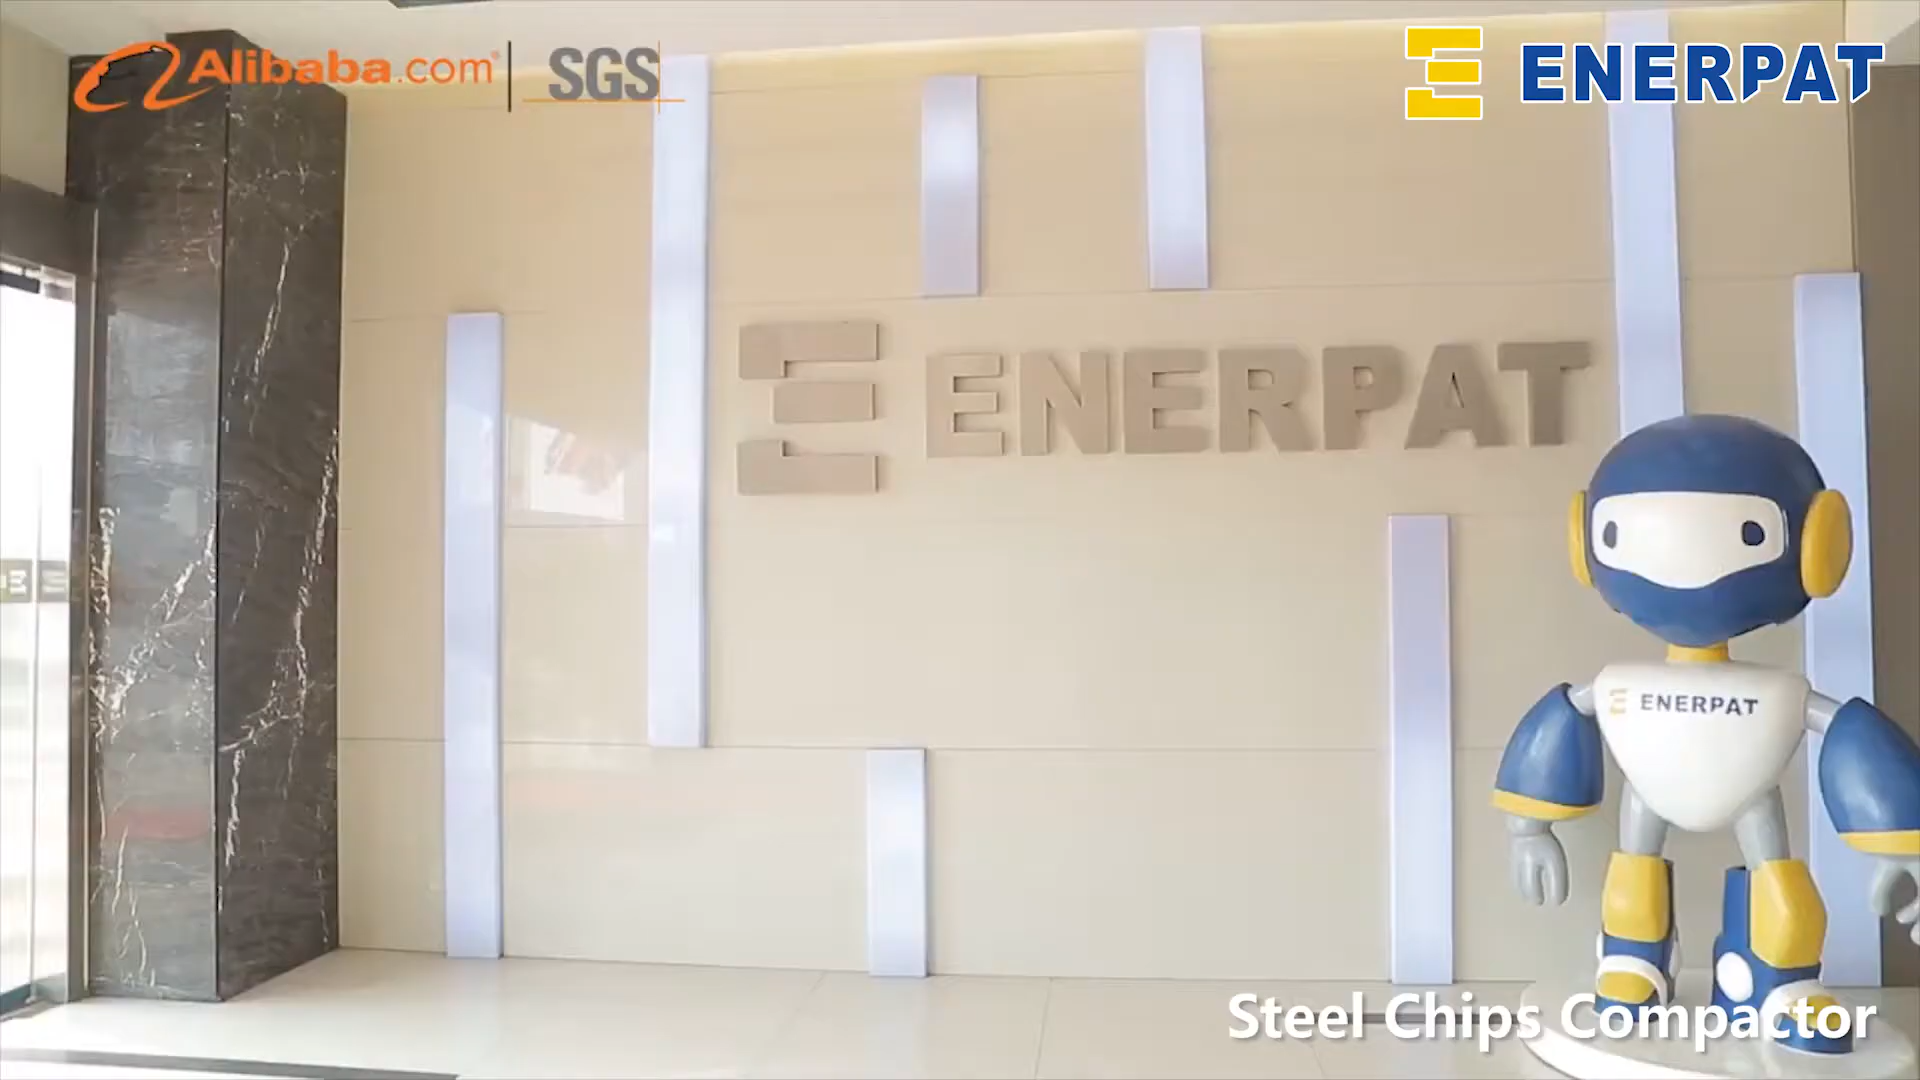 Alibaba.com
SGS
ENERPAT
ENERPAT
ENERPAT
Steel Chips Compactor